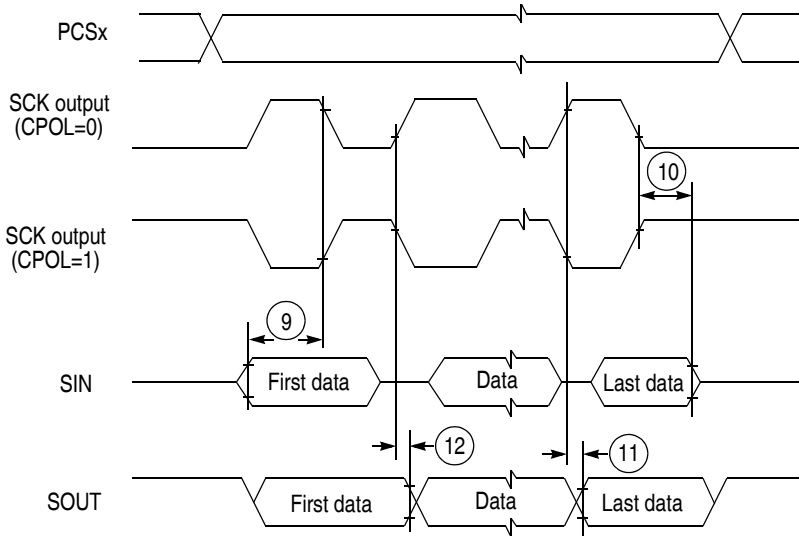 PCSx
SCK output
(CPOL=0)
10
SCK output
(CPOL=1)
9
SIN
First data
Data
Last data
12
11
SOUT
First data
Data
Last data